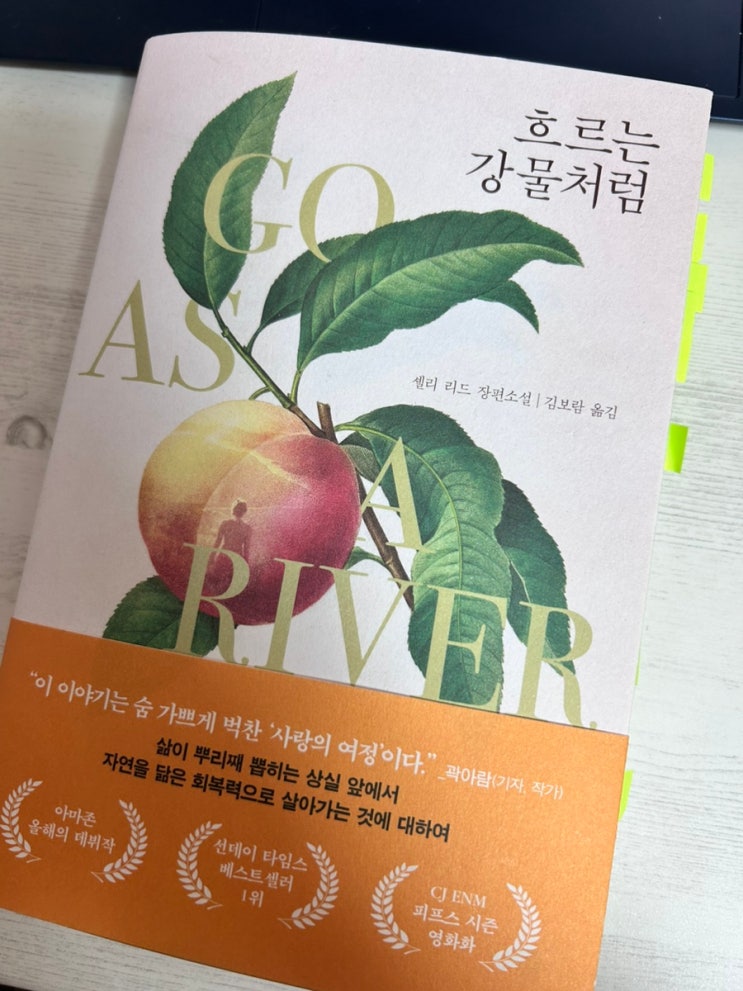 흐르는
강물처럼
GO
AS
A
RIVER.
셸리 리드 장편소설 | 김보람 옮김
“이 이야기는 숨 가쁘게 벅찬 ‘사랑의 여정’이다.” _곽아람(기자, 작가)
삶이 뿌리째 뽑히는 상실 앞에서
자연을 닮은 회복력으로 살아가는 것에 대하여
아마존
올해의 데뷔작
선데이 타임스
베스트셀러
1위
CJ ENM
피프스 시즌
영화화